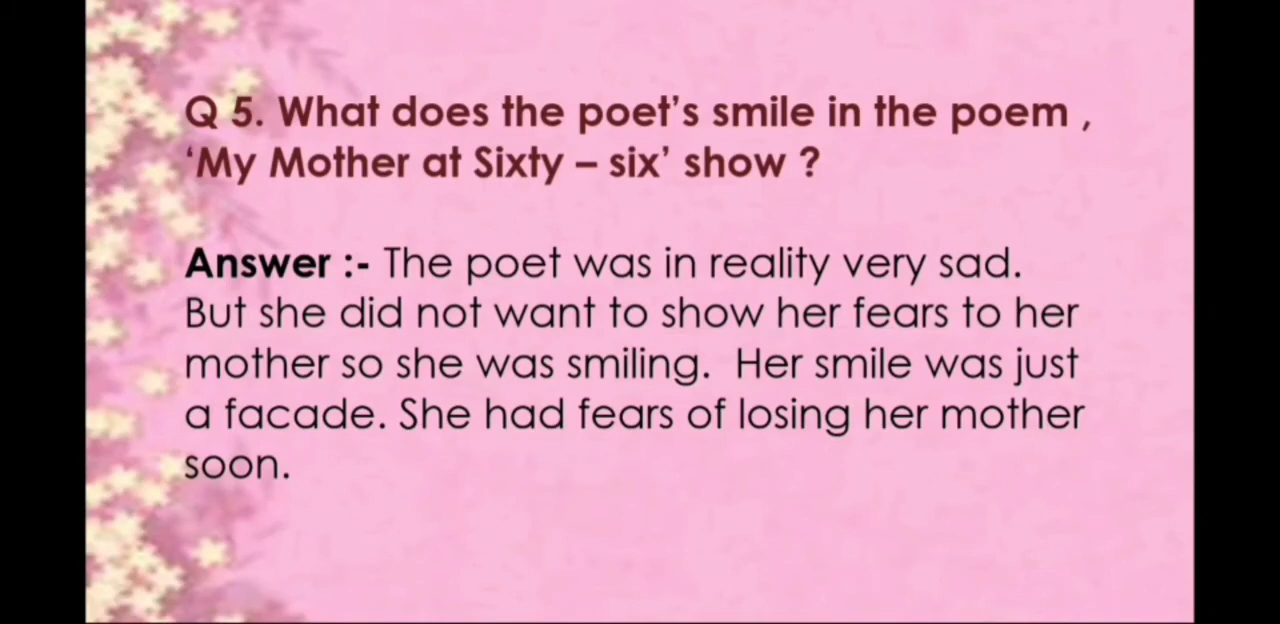 Q 5. What does the poet’s smile in the poem ,
‘My Mother at Sixty – six’ show ?
Answer :- The poet was in reality very sad.
But she did not want to show her fears to her
mother so she was smiling.  Her smile was just
a facade. She had fears of losing her mother
soon.